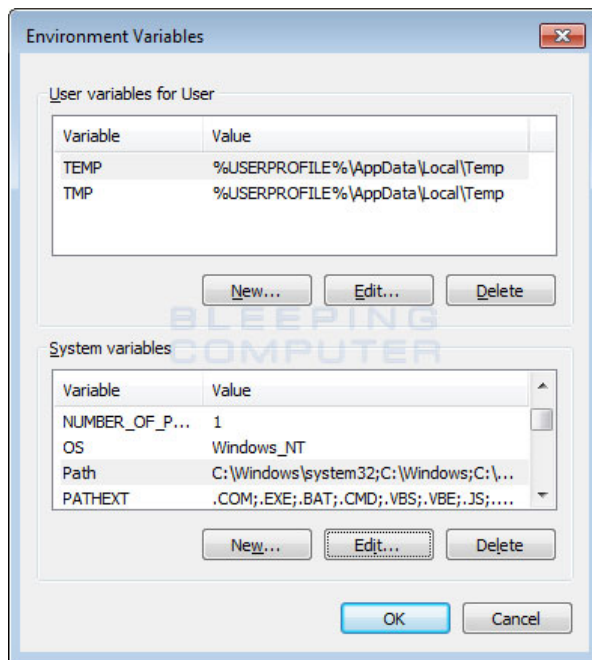 Environment Variables
User variables for User
Variable Value
TEMP %USERPROFILE%\AppData\Local\Temp
TMP %USERPROFILE%\AppData\Local\Temp
New... Edit... Delete
BLEEPING
COMPUTER
System variables
Variable Value
NUMBER_OF_P... 1
OS Windows_NT
Path C:\Windows\system32;C:\Windows;C:\...
PATHEXT .COM;.EXE;.BAT;.CMD;.VBS;.VBE;.JS;....
New... Edit... Delete
OK Cancel